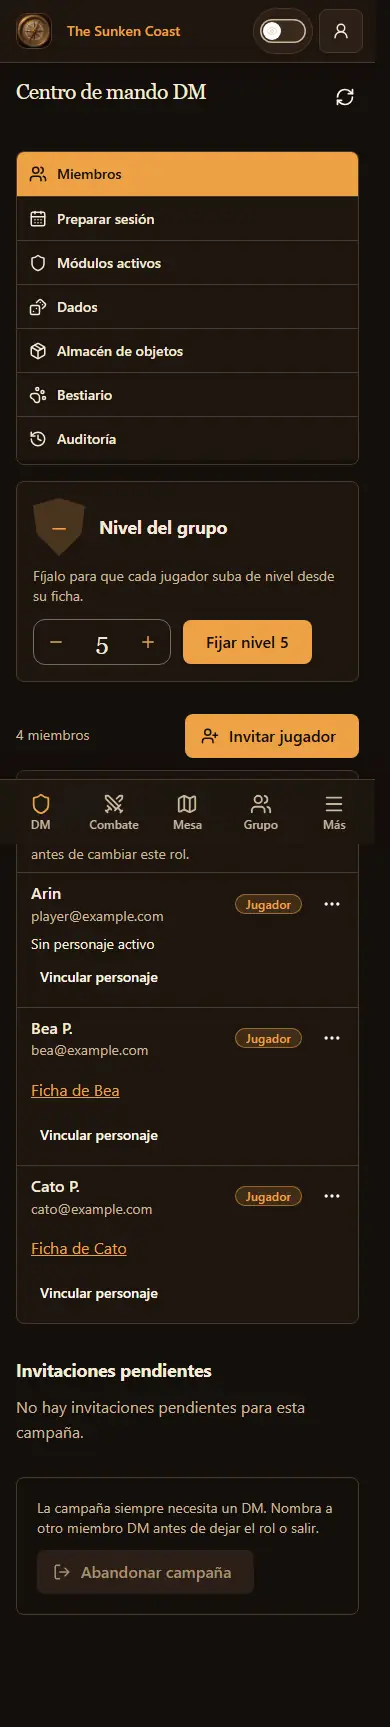 The Sunken Coast
Centro de mando DM
Miembros
Preparar sesión
Módulos activos
Dados
Almacén de objetos
Bestiario
Auditoría
Nivel del grupo
Fíjalo para que cada jugador suba de nivel desde
su ficha.
− 5 +
Fijar nivel 5
4 miembros
Invitar jugador
DM
Combate
Mesa
Grupo
Más
antes de cambiar este rol.
Arin
player@example.com
Jugador
Sin personaje activo
Vincular personaje
Bea P.
bea@example.com
Jugador
Ficha de Bea
Vincular personaje
Cato P.
cato@example.com
Jugador
Ficha de Cato
Vincular personaje
Invitaciones pendientes
No hay invitaciones pendientes para esta
campaña.
La campaña siempre necesita un DM. Nombra a
otro miembro DM antes de dejar el rol o salir.
Abandonar campaña